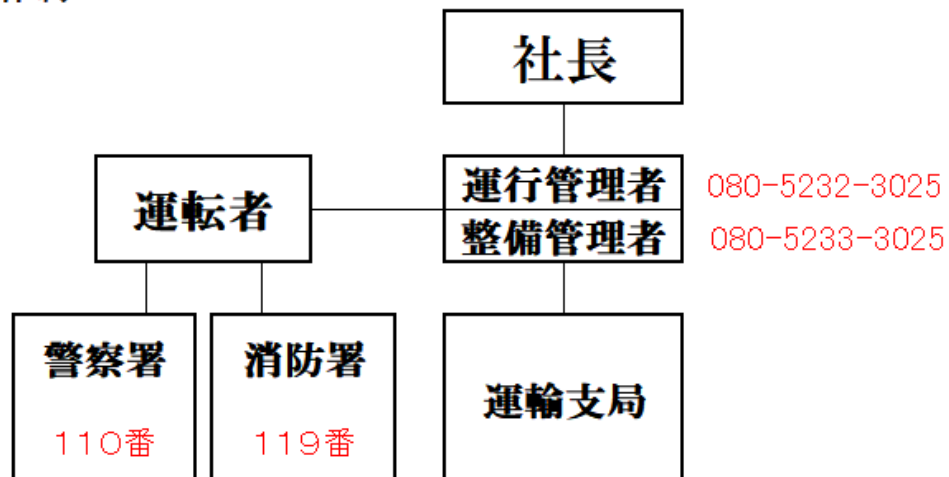 社長
運転者
運行管理者 080-5232-3025
整備管理者 080-5233-3025
警察署
110番
消防署
119番
運輸支局